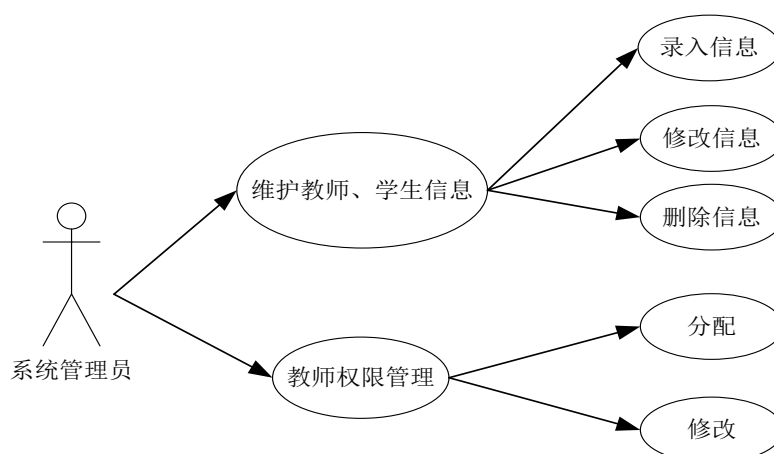 录入信息
修改信息
维护教师、学生信息
删除信息
分配
系统管理员
教师权限管理
修改